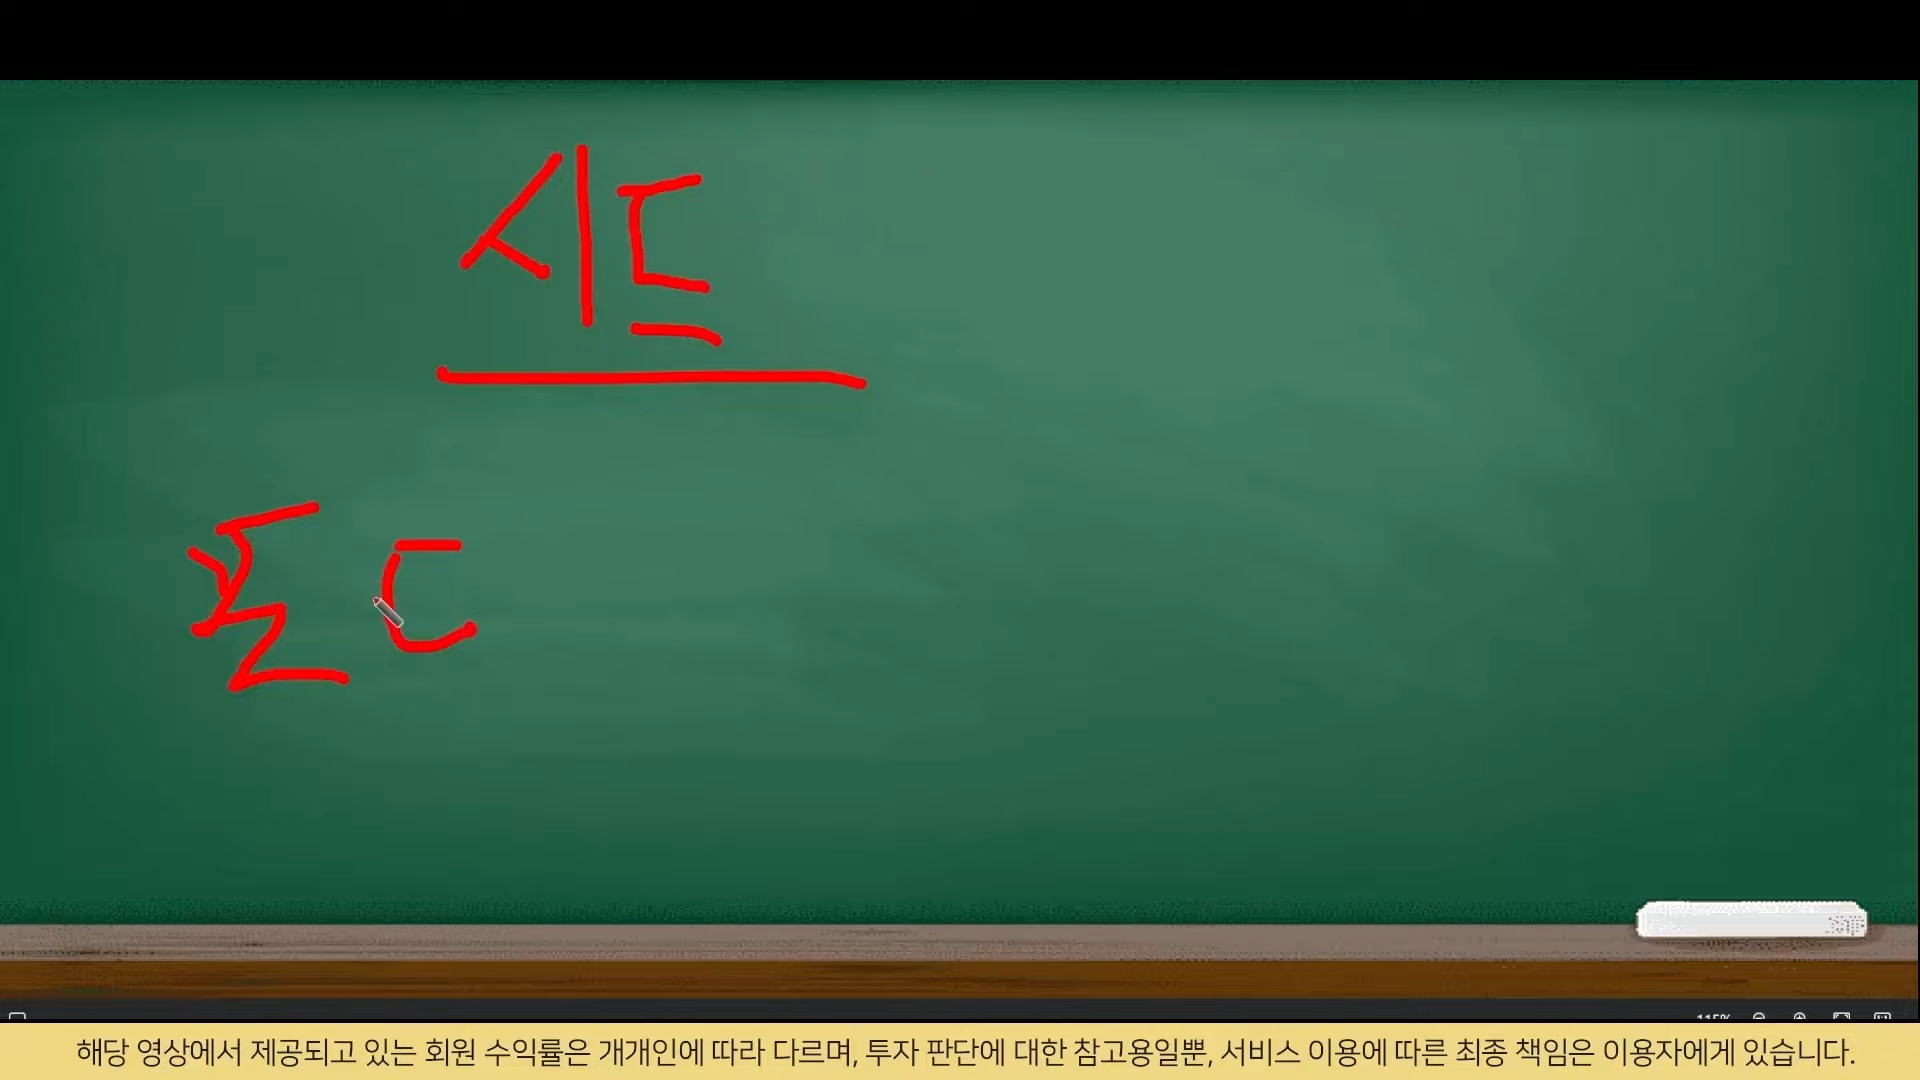 시드
해당 영상에서 제공되고 있는 회원 수익률은 개개인에 따라 다르며, 투자 판단에 대한 참고용일뿐, 서비스 이용에 따른 최종 책임은 이용자에게 있습니다.